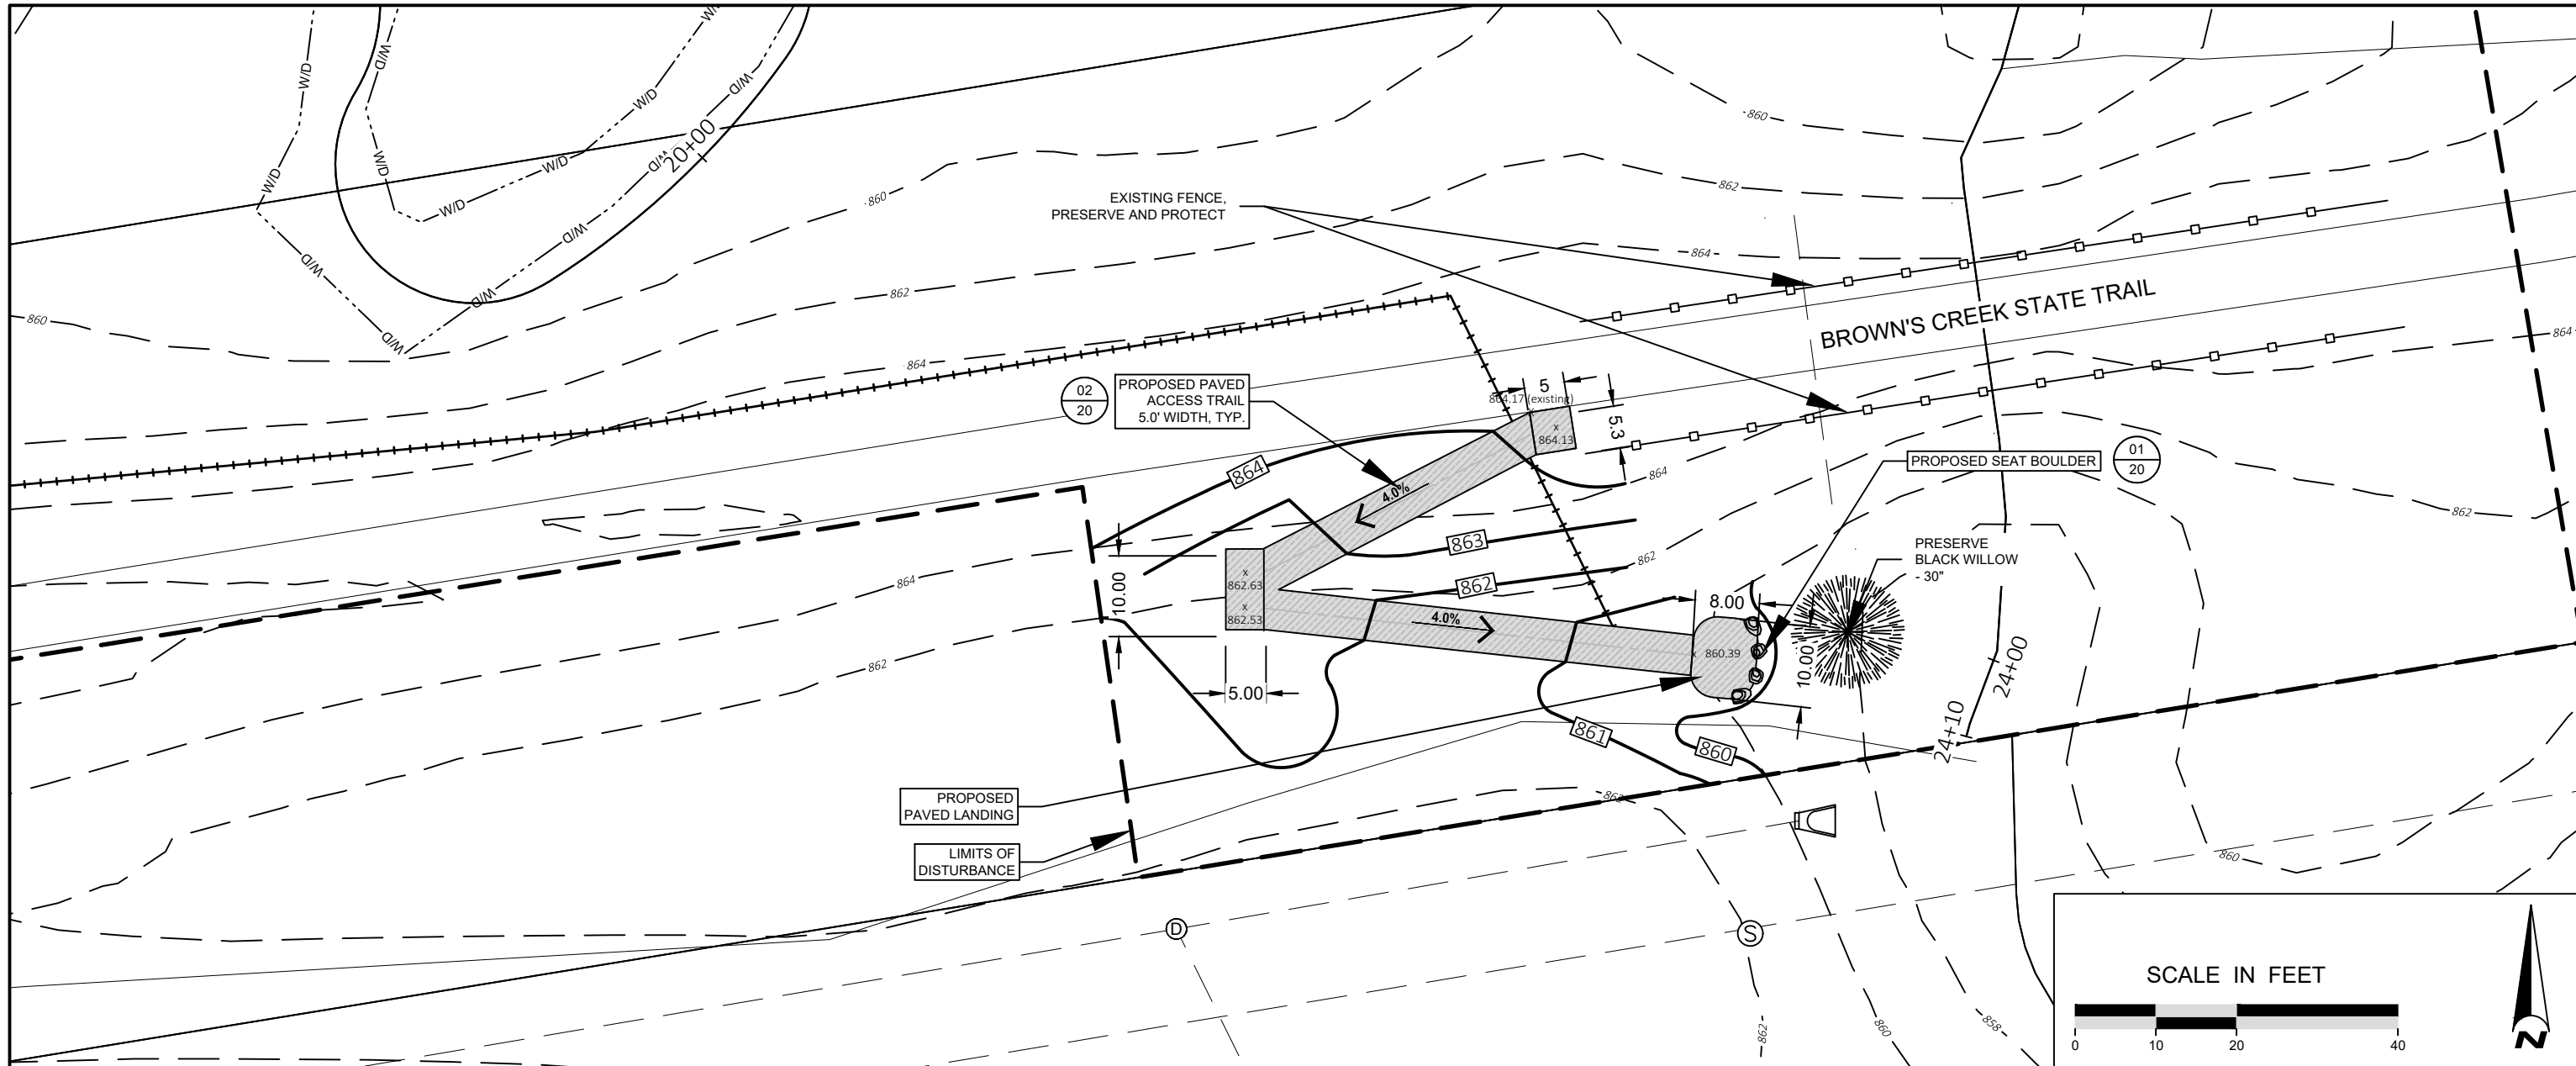 W/D
W/D
W/D
W/D
W/D
W/D
W/D
W/D
W/D
20+00
W/D
W/D
W/D
W/D
W/D
W/D
860
860
862
864
860
862
864
EXISTING FENCE,
PRESERVE AND PROTECT
BROWN'S CREEK STATE TRAIL
864
02
20
PROPOSED PAVED
ACCESS TRAIL
5.0' WIDTH, TYP.
5
864.17 (existing)
x
864.13
5.3
864
4.0%
864
PROPOSED SEAT BOULDER
01
20
862
863
862
862
PRESERVE
BLACK WILLOW
- 30"
864
862
10.00
x
862.63
x
862.53
4.0%
8.00
x 860.39
10.00
5.00
24+00
24+10
861
860
PROPOSED
PAVED LANDING
LIMITS OF
DISTURBANCE
862
860
D
S
862
860
858
SCALE IN FEET
0 10 20 40
N